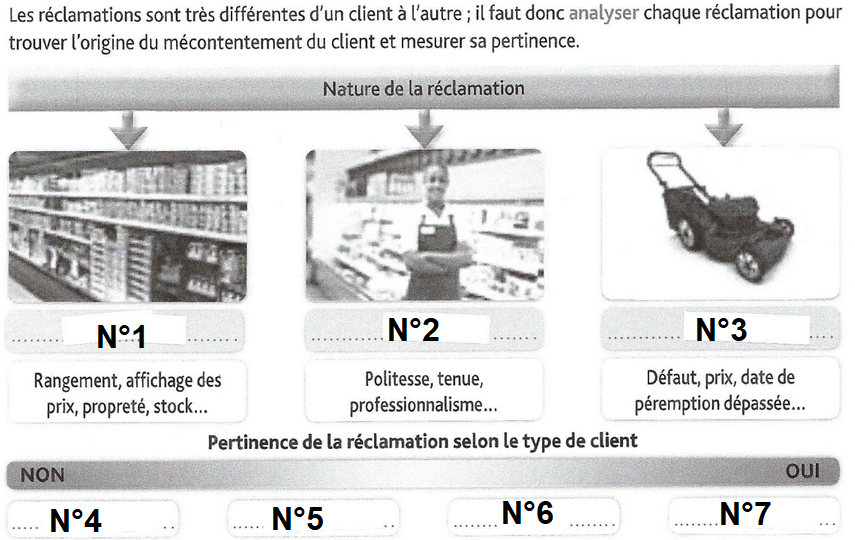 Les réclamations sont très différentes d'un client à l'autre ; il faut donc analyser chaque réclamation pour
trouver l'origine du mécontentement du client et mesurer sa pertinence.
Nature de la réclamation
N°1
N°2
N°3
Rangement, affichage des
prix, propreté, stock...
Politesse, tenue,
professionnalisme...
Défaut, prix, date de
péremption dépassée...
Pertinence de la réclamation selon le type de client
NON
OUI
N°4
N°5
N°6
N°7